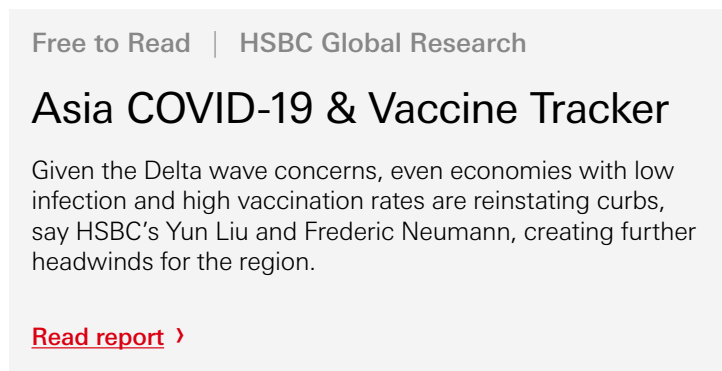 Free to Read | HSBC Global Research
Asia COVID-19 & Vaccine Tracker
Given the Delta wave concerns, even economies with low
infection and high vaccination rates are reinstating curbs,
say HSBC’s Yun Liu and Frederic Neumann, creating further
headwinds for the region.
Read report ›